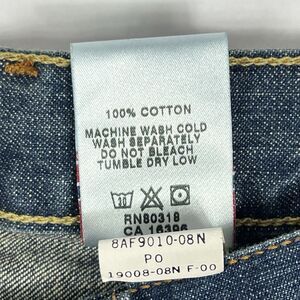 100% COTTON
MACHINE WASH COLD
WASH SEPARATELY
DO NOT BLEACH
TUMBLE DRY LOW
30
RN80318
CA 16396
8AF9010-08N
PO
19008-08N F-00